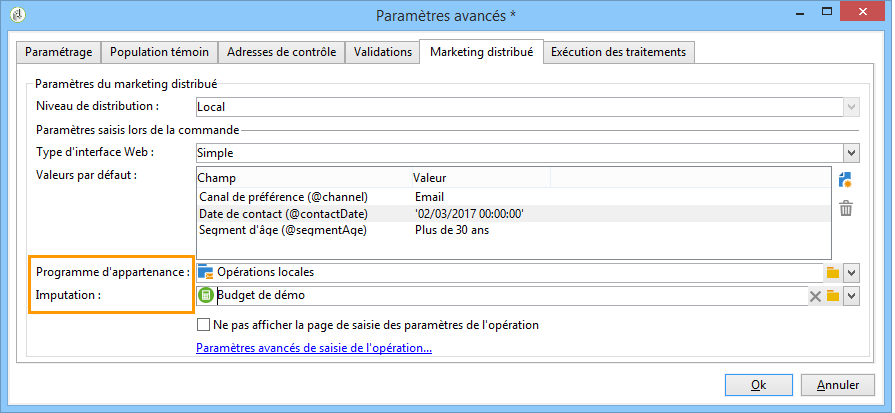 Paramètres avancés *
Paramétrage Population témoin Adresses de contrôle Validations Marketing distribué Exécution des traitements
Paramètres du marketing distribué
Niveau de distribution : Local
Paramètres saisis lors de la commande
Type d'interface Web : Simple
Valeurs par défaut : Champ Valeur
Canal de préférence (@channel) Email
Date de contact (@contactDate) '02/03/2017 00:00:00'
Segment d'âge (@segmentAge) Plus de 30 ans
Programme d'appartenance : Opérations locales
Imputation : Budget de démo
Ne pas afficher la page de saisie des paramètres de l'opération
Paramètres avancés de saisie de l'opération...
Ok Annuler